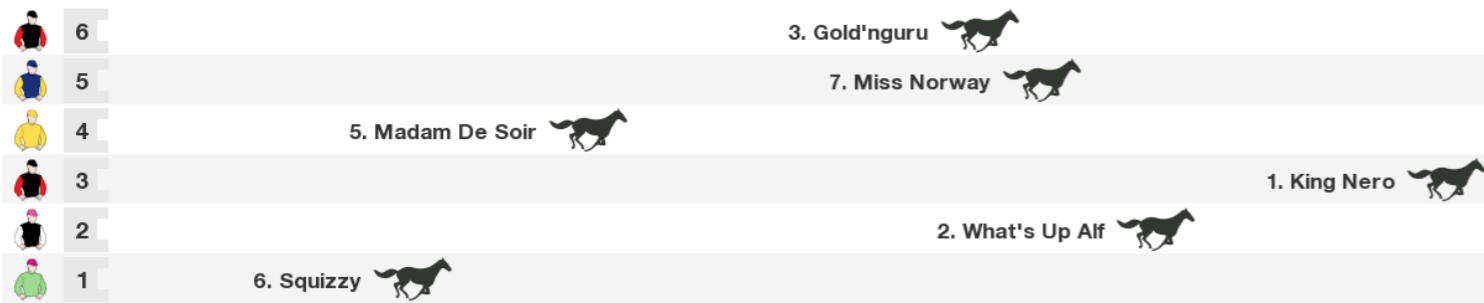 6 3. Gold'nguru
5 7. Miss Norway
4 5. Madam De Soir
3 1. King Nero
2 2. What's Up Alf
1 6. Squizzy